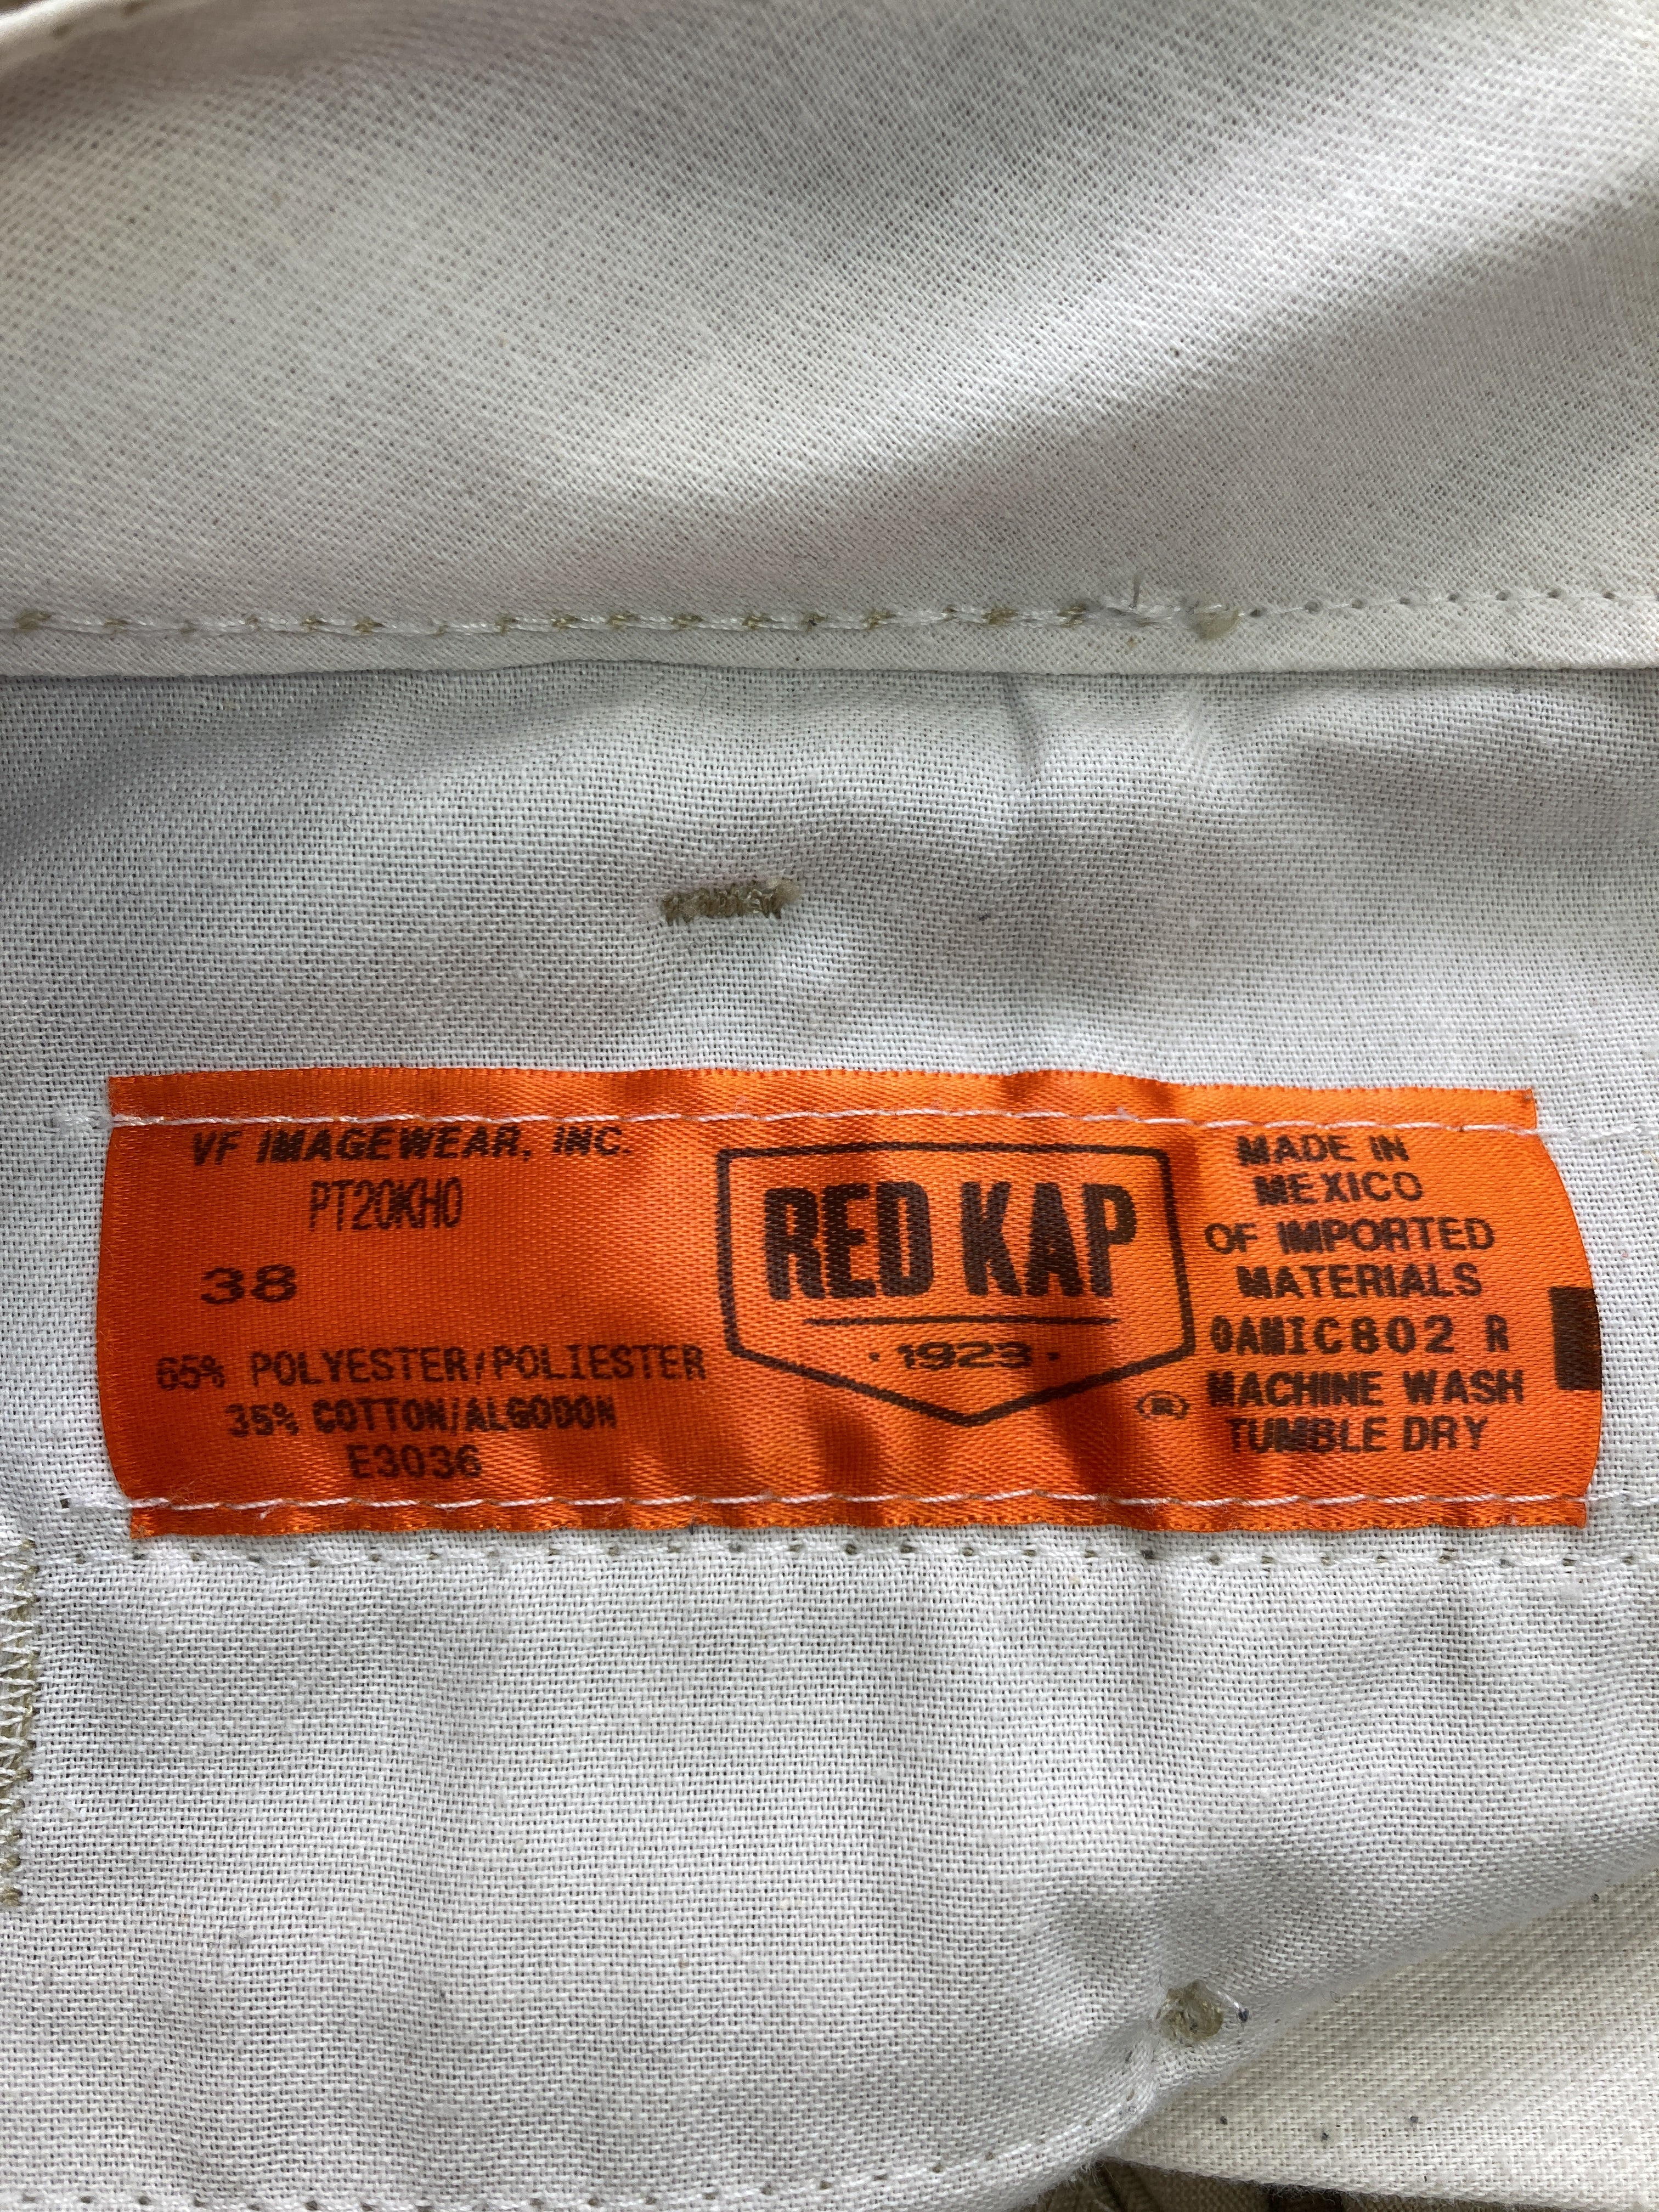 VF IMAGEWEAR, INC.
PT20KH0
38
65% POLYESTER/POLIESTER
35% COTTON/ALGODON
E3036
RED KAP
· 1923 ·
(R)
MADE IN
MEXICO
OF IMPORTED
MATERIALS
0AMIC802 R
MACHINE WASH
TUMBLE DRY